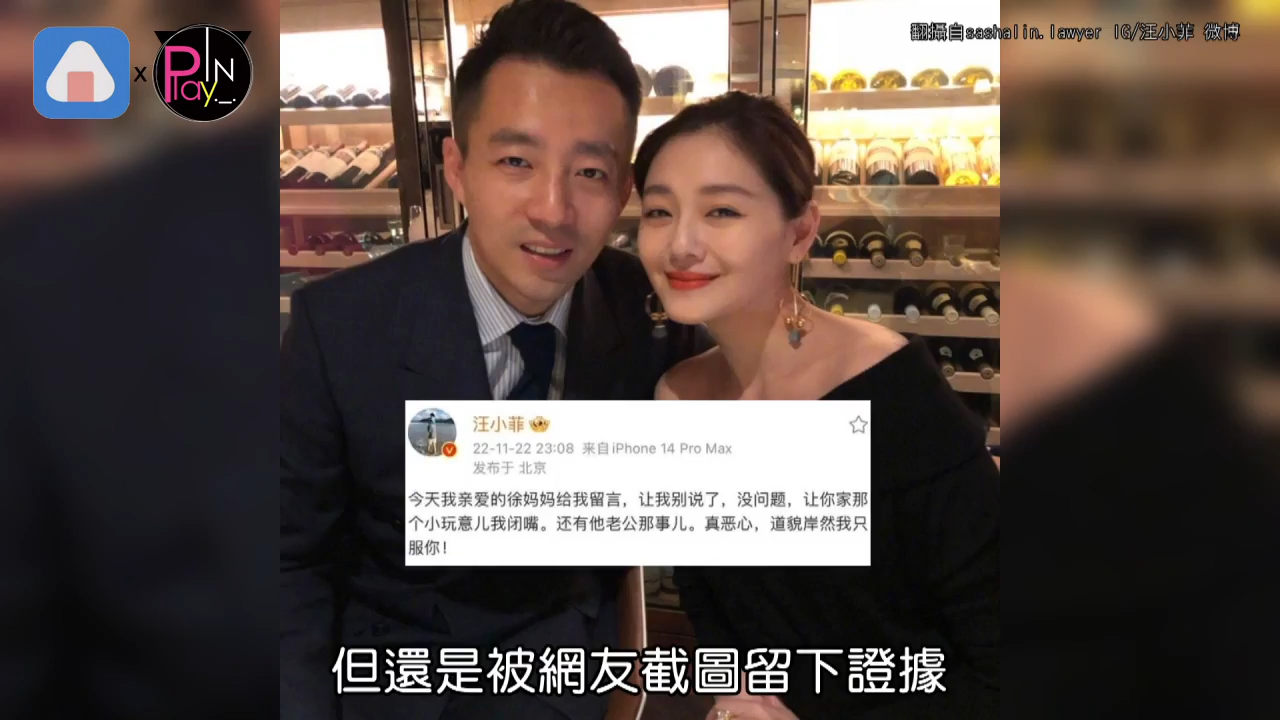 翻攝自sashalin.lawyer IG/汪小菲 微博
x
PlayIN._.
汪小菲
22-11-22 23:08 来自iPhone 14 Pro Max
发布于 北京
今天我亲爱的徐妈妈给我留言，让我别说了，没问题，让你家那
个小玩意儿我闭嘴。还有他老公那事儿。真恶心，道貌岸然我只
服你！
但還是被網友截圖留下證據